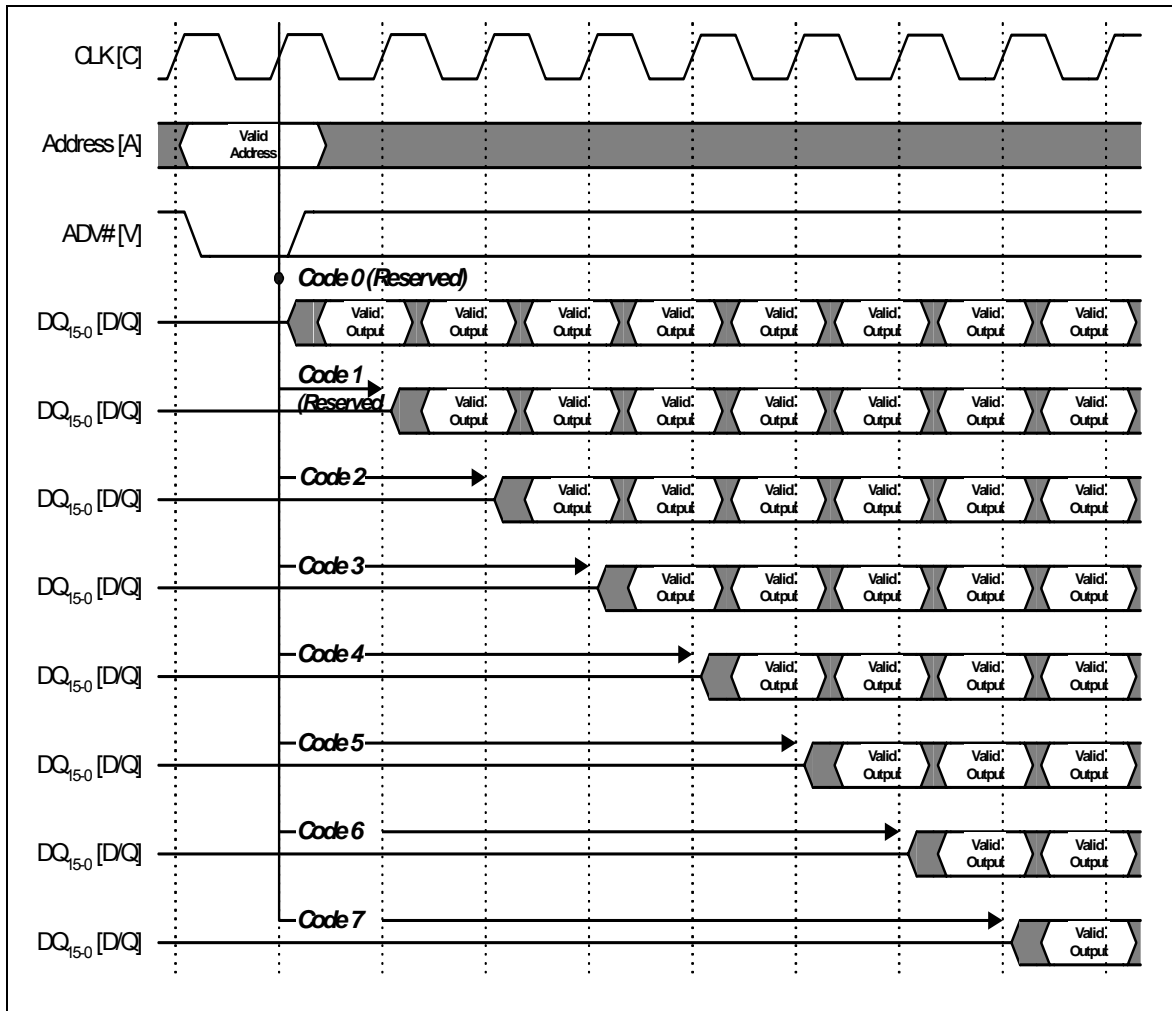 CLK [C]
Address [A]
Valid
Address
ADV# [V]
Code 0 (Reserved)
DQ15-0 [D/Q]
Valid Valid Valid Valid Valid Valid Valid Valid
Output Output Output Output Output Output Output Output
Code 1
(Reserved
DQ15-0 [D/Q]
Valid Valid Valid Valid Valid Valid Valid
Output Output Output Output Output Output Output
Code 2
DQ15-0 [D/Q]
Valid Valid Valid Valid Valid Valid
Output Output Output Output Output Output
Code 3
DQ15-0 [D/Q]
Valid Valid Valid Valid Valid
Output Output Output Output Output
Code 4
DQ15-0 [D/Q]
Valid Valid Valid Valid
Output Output Output Output
Code 5
DQ15-0 [D/Q]
Valid Valid Valid
Output Output Output
Code 6
DQ15-0 [D/Q]
Valid Valid
Output Output
Code 7
DQ15-0 [D/Q]
Valid
Output